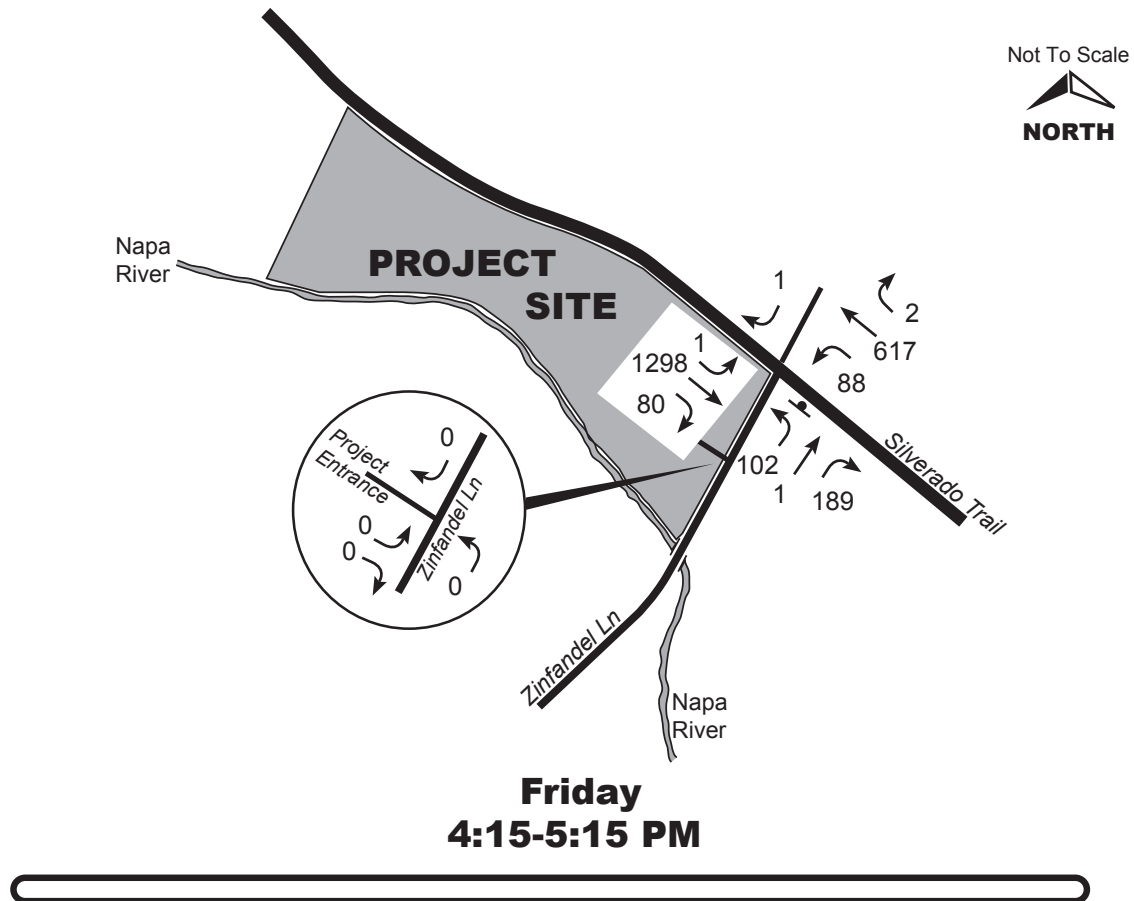 Not To Scale
NORTH
Napa
River
PROJECT
SITE
1
2
617
88
1
1298
80
102
1
189
Silverado Trail
Project
Entrance
0
0
0
0
Zinfandel Ln
Zinfandel Ln
Napa
River
Friday
4:15-5:15 PM